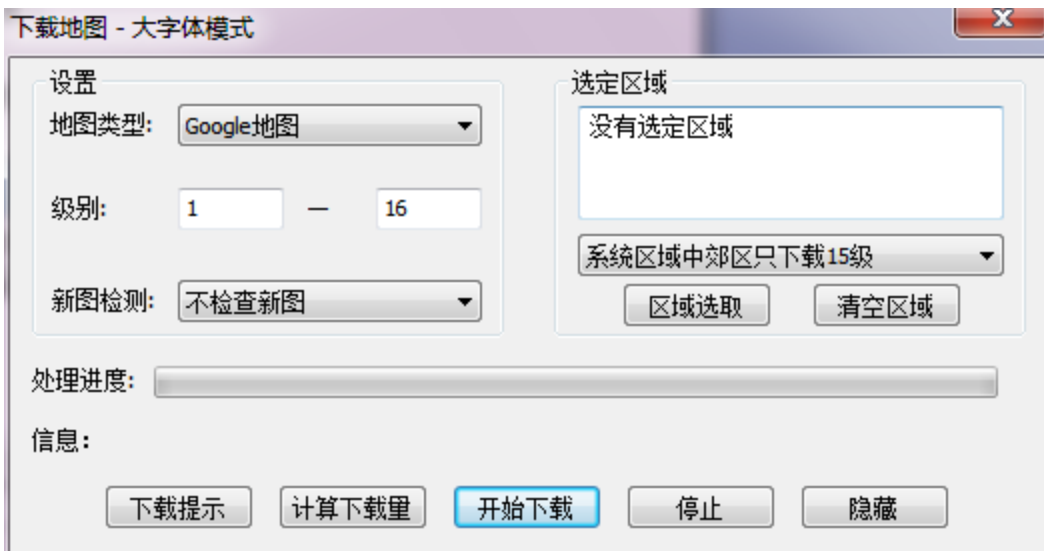 下载地图 - 大字体模式
设置
地图类型: Google地图
级别: 1 — 16
新图检测: 不检查新图
选定区域
没有选定区域
系统区域中郊区只下载15级
区域选取 清空区域
处理进度:
信息:
下载提示 计算下载量 开始下载 停止 隐藏